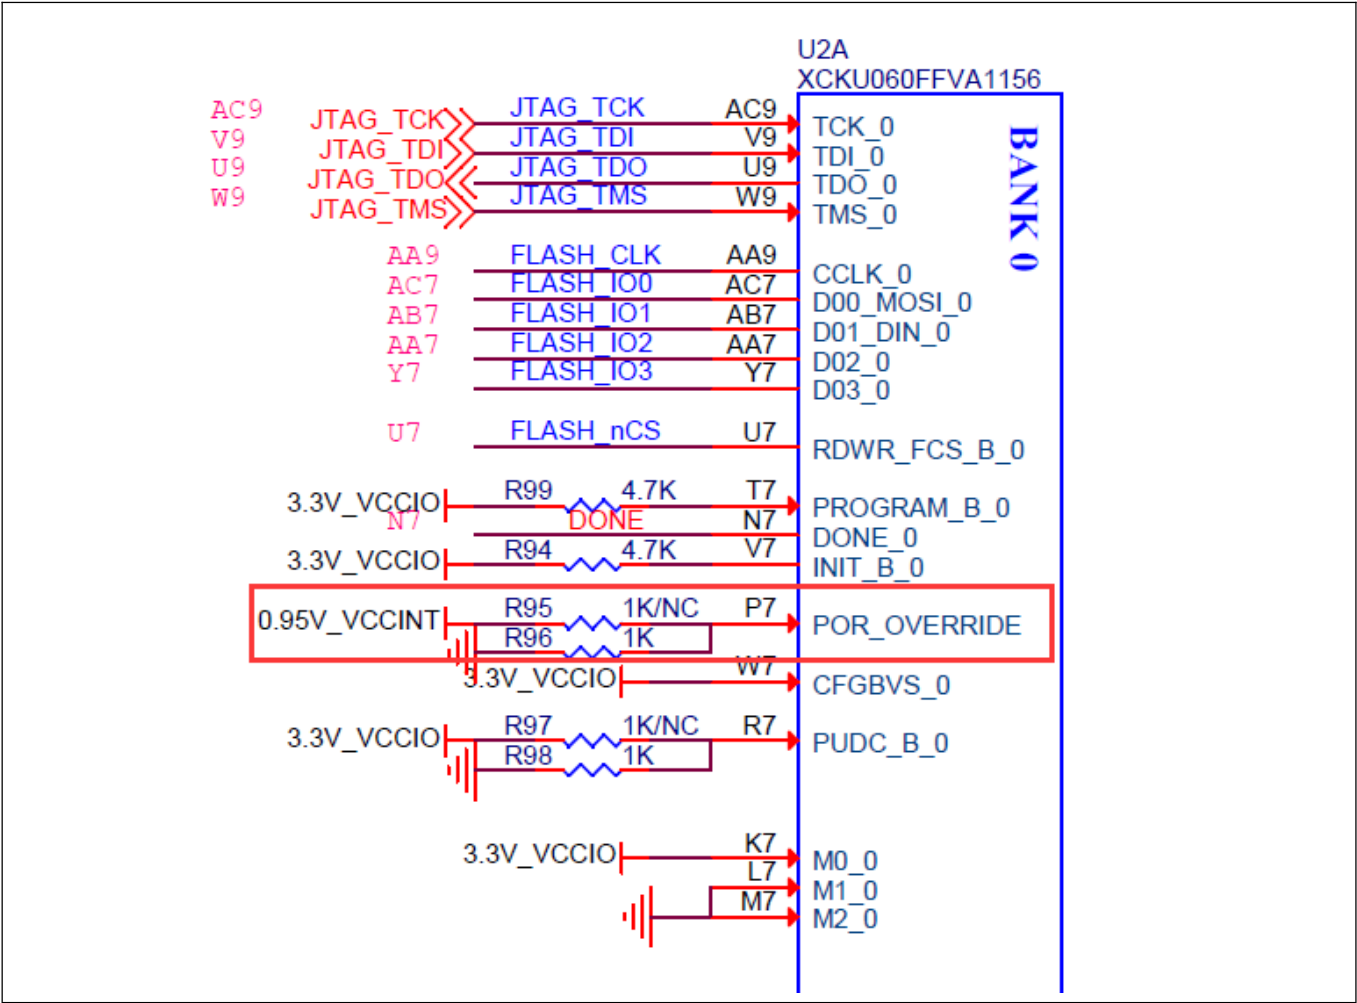 U2A
XCKU060FFVA1156
BANK 0
AC9 JTAG_TCK JTAG_TCK AC9 TCK_0
V9 JTAG_TDI JTAG_TDI V9 TDI_0
U9 JTAG_TDO JTAG_TDO U9 TDO_0
W9 JTAG_TMS JTAG_TMS W9 TMS_0
AA9 FLASH_CLK AA9 CCLK_0
AC7 FLASH_IO0 AC7 D00_MOSI_0
AB7 FLASH_IO1 AB7 D01_DIN_0
AA7 FLASH_IO2 AA7 D02_0
Y7 FLASH_IO3 Y7 D03_0
U7 FLASH_nCS U7 RDWR_FCS_B_0
3.3V_VCCIO R99 4.7K T7 PROGRAM_B_0
N7 DONE N7 DONE_0
3.3V_VCCIO R94 4.7K V7 INIT_B_0
0.95V_VCCINT R95 1K/NC P7 POR_OVERRIDE
R96 1K
3.3V_VCCIO W7 CFGBVS_0
3.3V_VCCIO R97 1K/NC R7 PUDC_B_0
R98 1K
3.3V_VCCIO K7 M0_0
L7 M1_0
M7 M2_0